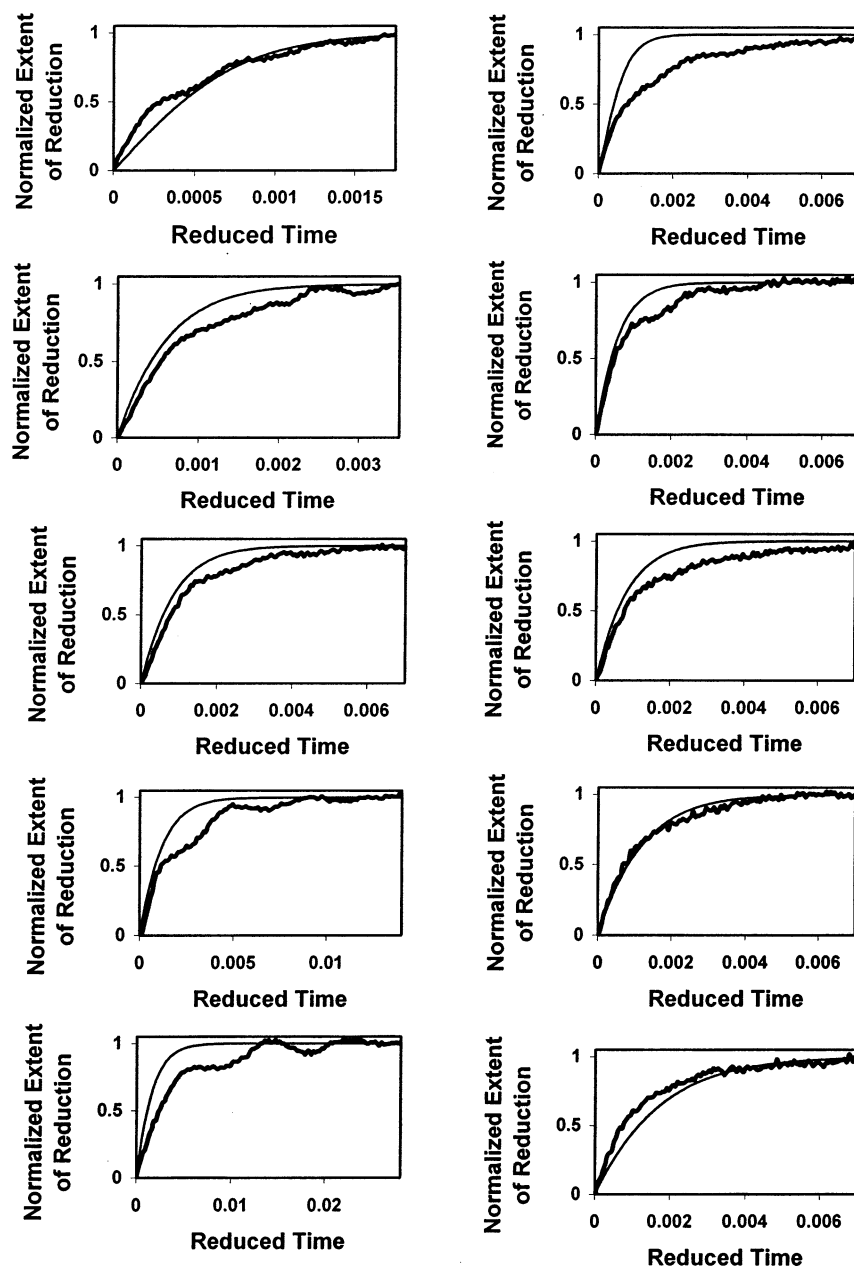 Normalized Extent
of Reduction
1
0.5
0
0 0.0005 0.001 0.0015
Reduced Time
Normalized Extent
of Reduction
1
0.5
0
0 0.002 0.004 0.006
Reduced Time
Normalized Extent
of Reduction
1
0.5
0
0 0.001 0.002 0.003
Reduced Time
Normalized Extent
of Reduction
1
0.5
0
0 0.002 0.004 0.006
Reduced Time
Normalized Extent
of Reduction
1
0.5
0
0 0.002 0.004 0.006
Reduced Time
Normalized Extent
of Reduction
1
0.5
0
0 0.002 0.004 0.006
Reduced Time
Normalized Extent
of Reduction
1
0.5
0
0 0.005 0.01
Reduced Time
Normalized Extent
of Reduction
1
0.5
0
0 0.002 0.004 0.006
Reduced Time
Normalized Extent
of Reduction
1
0.5
0
0 0.01 0.02
Reduced Time
Normalized Extent
of Reduction
1
0.5
0
0 0.002 0.004 0.006
Reduced Time